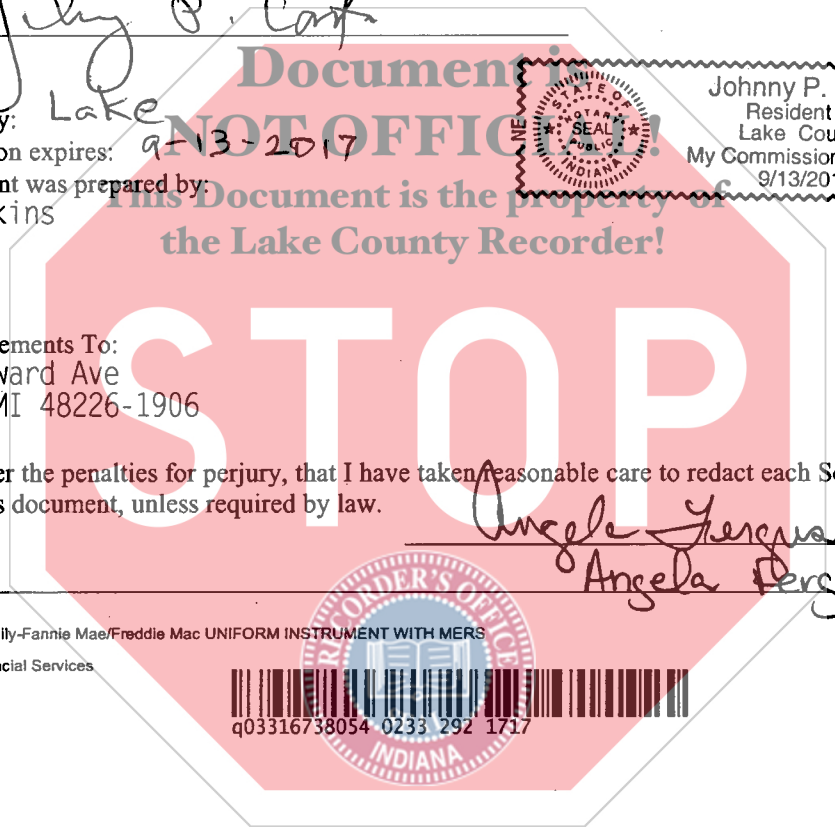 Document is
NOT OFFICIAL!
This Document is the property of
the Lake County Recorder!
STOP
y: Lake
on expires: 9-13-2017
nt was prepared by:
kins
STATE OF
INDIANA
NOTARY
PUBLIC
SEAL
NE
Johnny P.
Resident
Lake Cou
My Commission
9/13/201
ements To:
ward Ave
MI 48226-1906
er the penalties for perjury, that I have taken reasonable care to redact each So
s document, unless required by law.
Angela Fergus
Angela Ferg
ily-Fannie Mae/Freddie Mac UNIFORM INSTRUMENT WITH MERS
ncial Services
RECORDER'S OFFICE
INDIANA
q03316738054 0233 292 1717